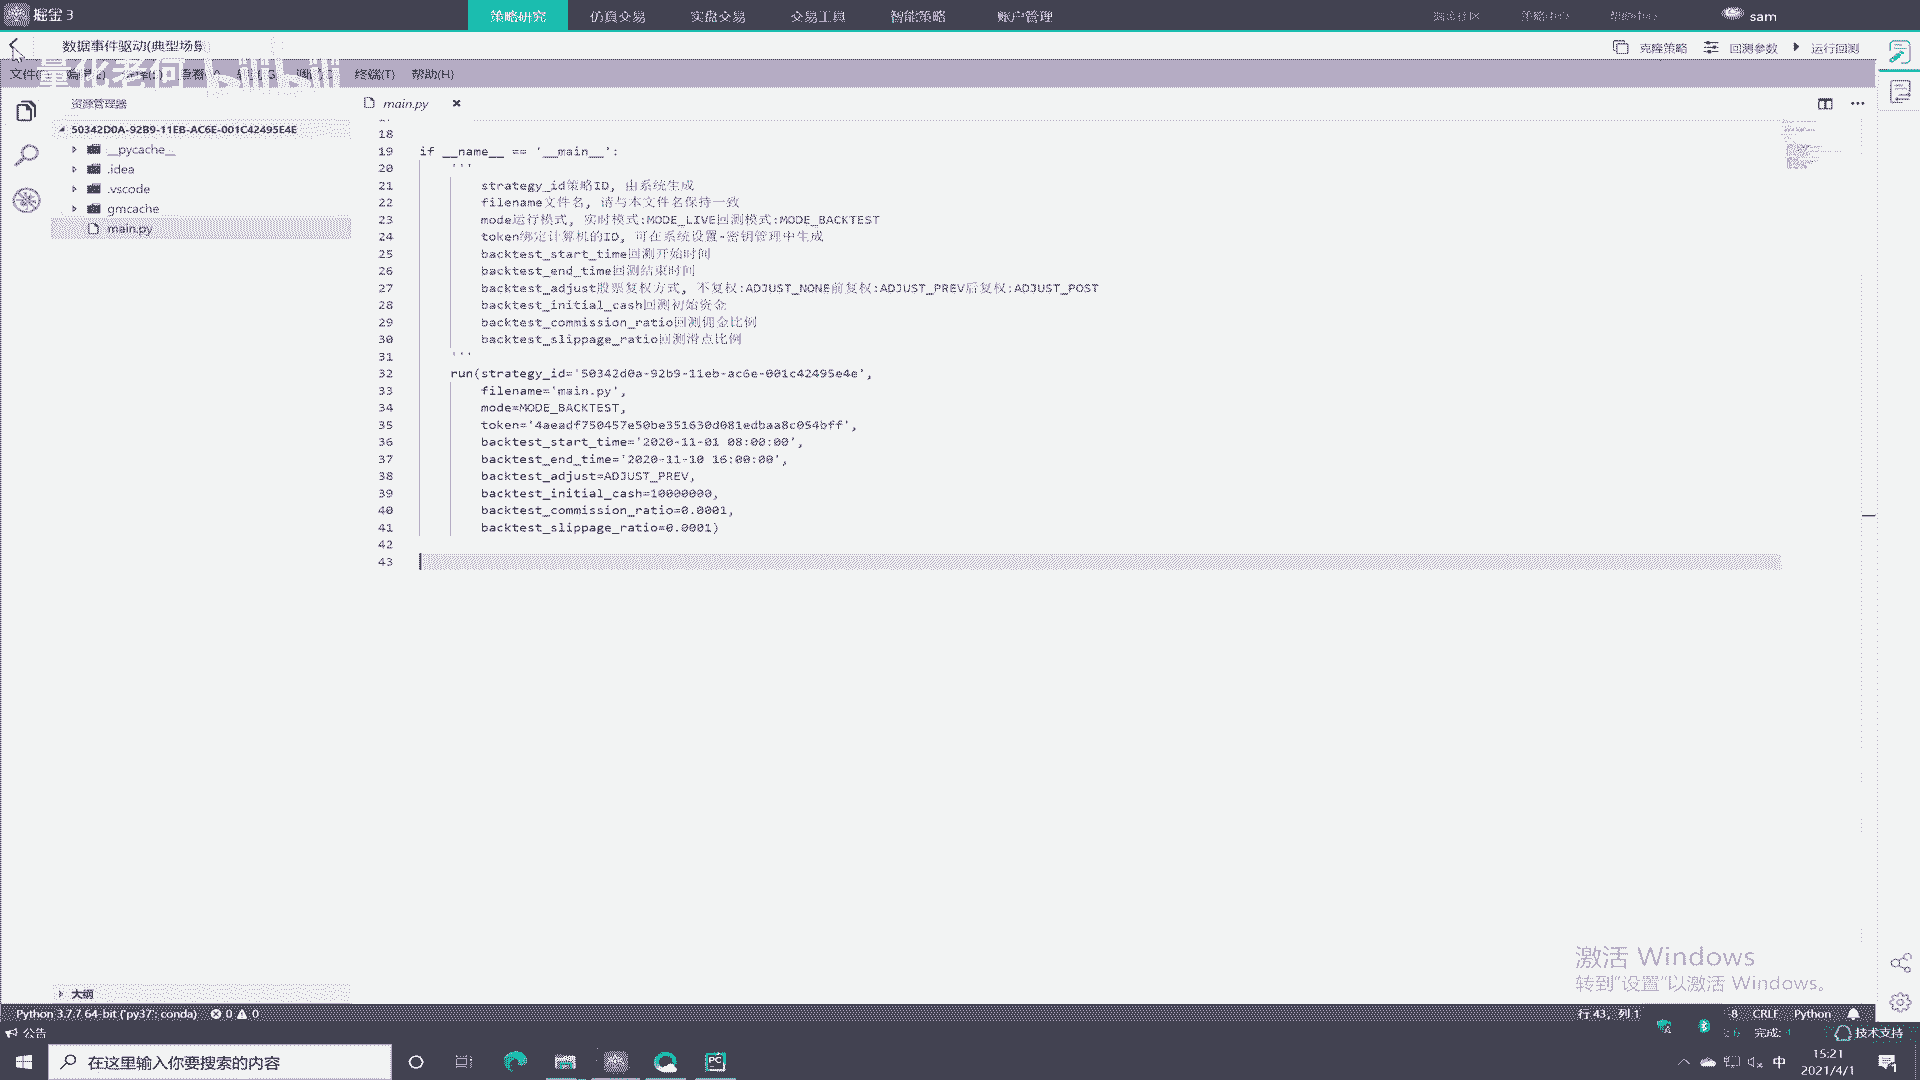 掘金 3
策略研究 仿真交易 实盘交易 交易工具 智能策略 账户管理
sam
数据事件驱动(典型场景
克隆策略 回测参数 运行回测
量化老荷 bilibili
终端(T) 帮助(H)
资源管理器
main.py
50342D0A-92B9-11EB-AC6E-001C42495E4E
__pycache__
.idea
.vscode
gmcache
main.py
18
19 if __name__ == '__main__':
20 '''
21 strategy_id策略ID, 由系统生成
22 filename文件名, 请与本文件名保持一致
23 mode运行模式, 实时模式:MODE_LIVE回测模式:MODE_BACKTEST
24 token绑定计算机的ID, 可在系统设置-密钥管理中生成
25 backtest_start_time回测开始时间
26 backtest_end_time回测结束时间
27 backtest_adjust股票复权方式, 不复权:ADJUST_NONE前复权:ADJUST_PREV后复权:ADJUST_POST
28 backtest_initial_cash回测初始资金
29 backtest_commission_ratio回测佣金比例
30 backtest_slippage_ratio回测滑点比例
31 '''
32 run(strategy_id='50342d0a-92b9-11eb-ac6e-001c42495e4e',
33 filename='main.py',
34 mode=MODE_BACKTEST,
35 token='4aeadf750457e50be351630d081edbaa8c054bff',
36 backtest_start_time='2020-11-01 08:00:00',
37 backtest_end_time='2020-11-10 16:00:00',
38 backtest_adjust=ADJUST_PREV,
39 backtest_initial_cash=10000000,
40 backtest_commission_ratio=0.0001,
41 backtest_slippage_ratio=0.0001)
42
43
激活 Windows
转到"设置"以激活 Windows。
大纲
Python 3.7.7 64-bit ('py37': conda) 0 0
行 43, 列 1 CRLF Python
公告
完成: 技术支持
在这里输入你要搜索的内容
中
15:21
2021/4/1